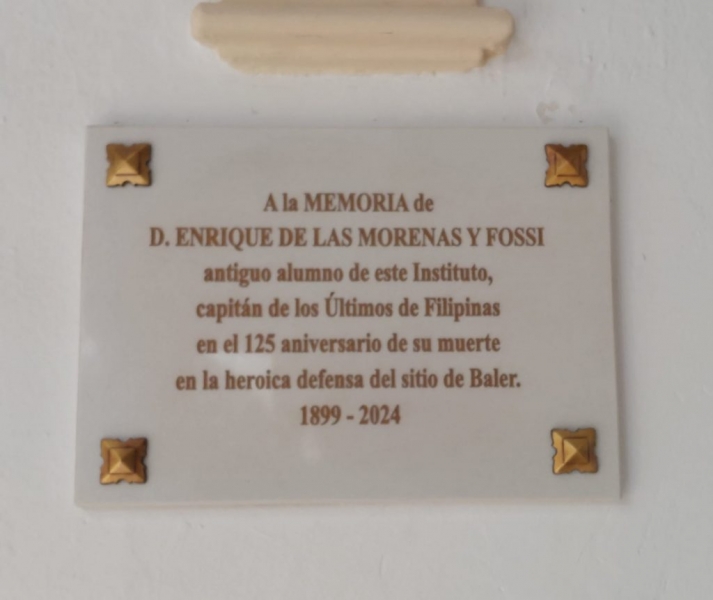 A la MEMORIA de
D. ENRIQUE DE LAS MORENAS Y FOSSI
antiguo alumno de este Instituto,
capitán de los Últimos de Filipinas
en el 125 aniversario de su muerte
en la heroica defensa del sitio de Baler.
1899 - 2024